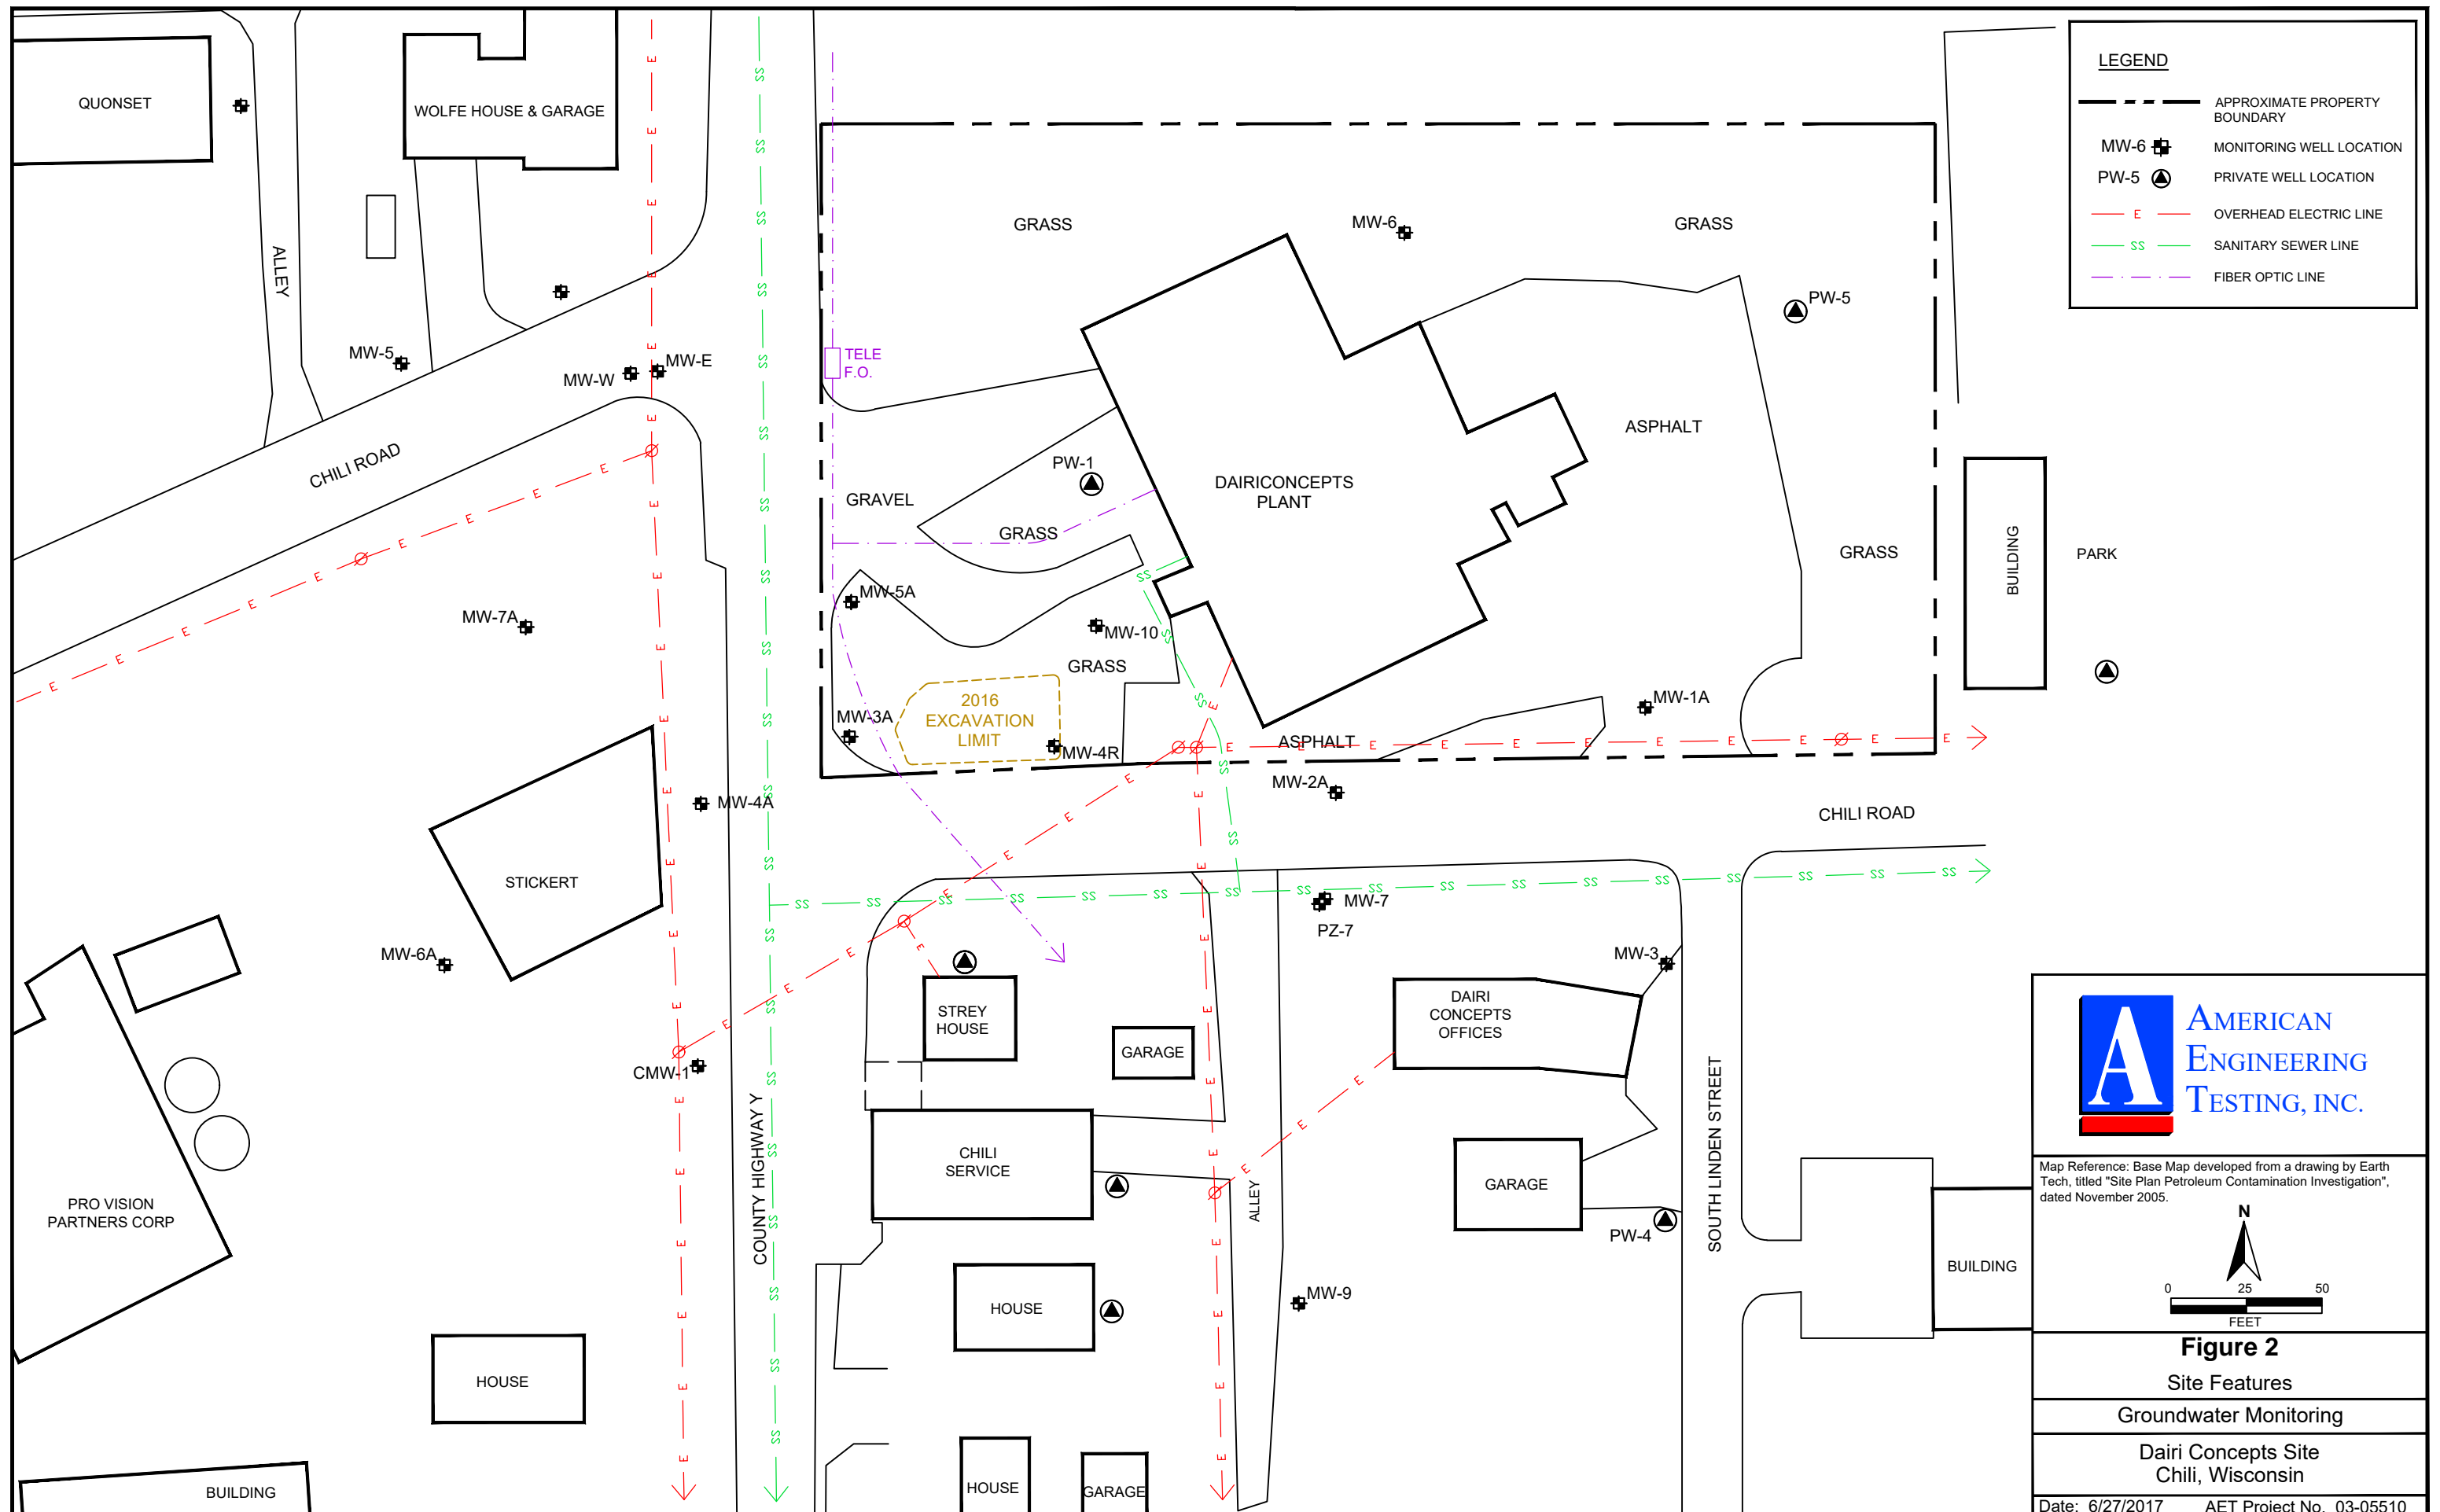 QUONSET
WOLFE HOUSE & GARAGE
ALLEY
MW-5
MW-W
MW-E
CHILI ROAD
TELE
F.O.
GRASS
MW-6
GRASS
PW-5
ASPHALT
PW-1
GRAVEL
GRASS
DAIRICONCEPTS
PLANT
GRASS
BUILDING
PARK
MW-5A
MW-7A
MW-10
GRASS
2016
EXCAVATION
LIMIT
MW-3A
MW-4R
MW-1A
ASPHALT
MW-2A
MW-4A
CHILI ROAD
STICKERT
MW-7
PZ-7
MW-6A
MW-3
STREY
HOUSE
GARAGE
DAIRI
CONCEPTS
OFFICES
CMW-1
COUNTY HIGHWAY Y
CHILI
SERVICE
ALLEY
GARAGE
SOUTH LINDEN STREET
PW-4
PRO VISION
PARTNERS CORP
BUILDING
HOUSE
MW-9
HOUSE
HOUSE
GARAGE
BUILDING
LEGEND
APPROXIMATE PROPERTY
BOUNDARY
MW-6 MONITORING WELL LOCATION
PW-5 PRIVATE WELL LOCATION
E OVERHEAD ELECTRIC LINE
SS SANITARY SEWER LINE
FIBER OPTIC LINE
A
AMERICAN
ENGINEERING
TESTING, INC.
Map Reference: Base Map developed from a drawing by Earth
Tech, titled "Site Plan Petroleum Contamination Investigation",
dated November 2005.
N
0 25 50
FEET
Figure 2
Site Features
Groundwater Monitoring
Dairi Concepts Site
Chili, Wisconsin
Date: 6/27/2017 AET Project No. 03-05510